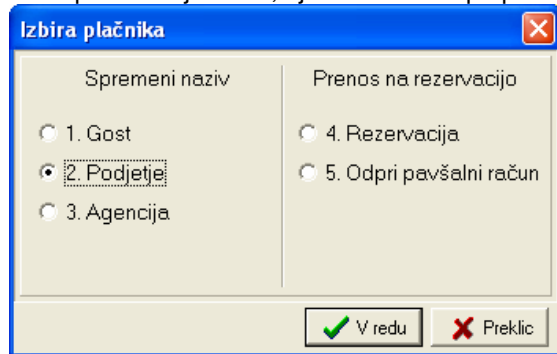 Izbira plačnika
Spremeni naziv
1. Gost
2. Podjetje
3. Agencija
Prenos na rezervacijo
4. Rezervacija
5. Odpri pavšalni račun
V redu
Preklic